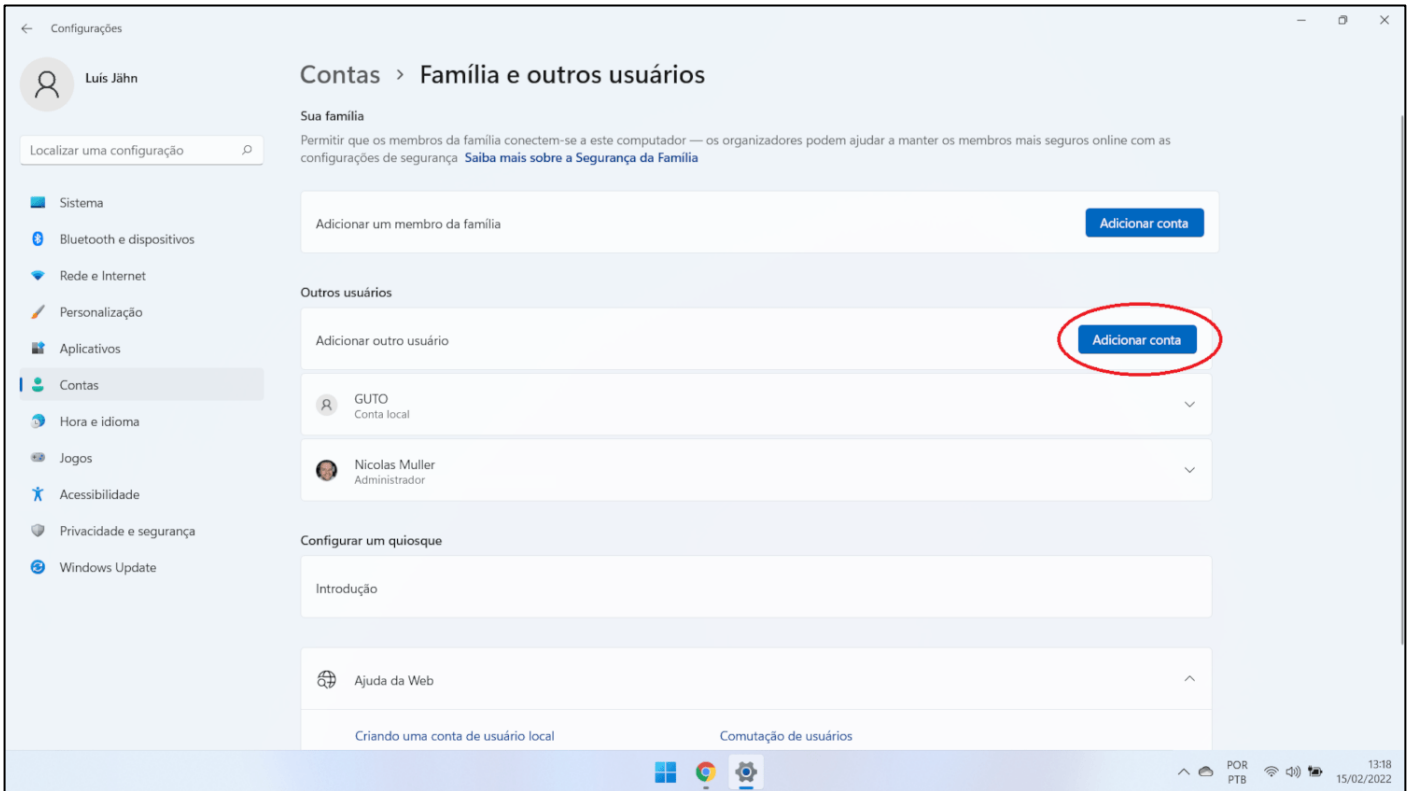 Configurações
Luís Jähn
Localizar uma configuração
Sistema
Bluetooth e dispositivos
Rede e Internet
Personalização
Aplicativos
Contas
Hora e idioma
Jogos
Acessibilidade
Privacidade e segurança
Windows Update
Contas > Família e outros usuários
Sua família
Permitir que os membros da família conectem-se a este computador — os organizadores podem ajudar a manter os membros mais seguros online com as
configurações de segurança Saiba mais sobre a Segurança da Família
Adicionar um membro da família
Adicionar conta
Outros usuários
Adicionar outro usuário
Adicionar conta
GUTO
Conta local
Nicolas Muller
Administrador
Configurar um quiosque
Introdução
Ajuda da Web
Criando uma conta de usuário local
Comutação de usuários
POR
PTB
13:18
15/02/2022